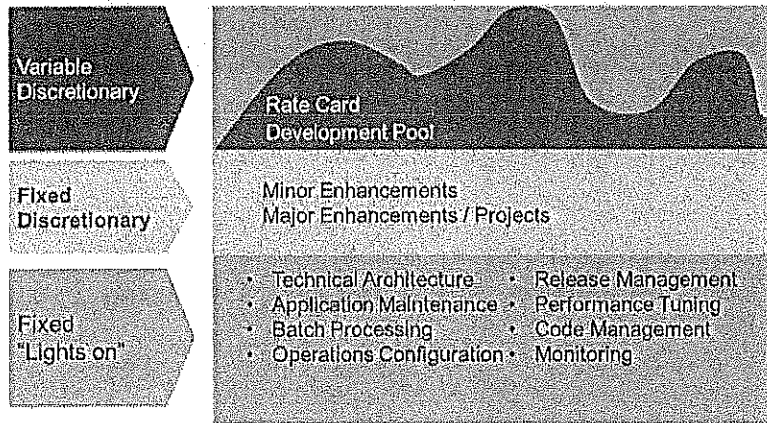 Variable
Discretionary
Rate Card
Development Pool
Fixed
Discretionary
Minor Enhancements
Major Enhancements / Projects
Fixed
"Lights on"
• Technical Architecture
• Application Maintenance
• Batch Processing
• Operations Configuration
• Release Management
• Performance Tuning
• Code Management
• Monitoring